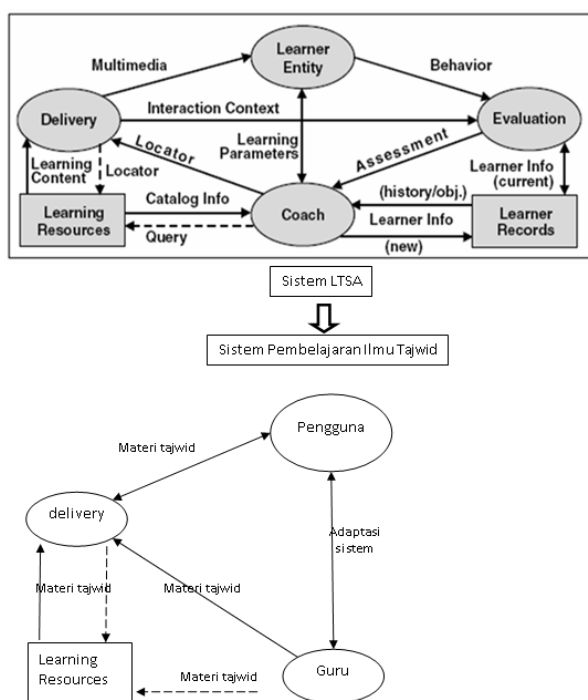 Learner
Entity
Multimedia
Behavior
Delivery
Interaction Context
Evaluation
Learning
Parameters
Locator
Assessment
Learning
Content
Locator
Learner Info
(current)
Catalog Info
(history/obj.)
Learning
Resources
Coach
Learner Info
Learner
Records
Query
(new)
Sistem LTSA
Sistem Pembelajaran Ilmu Tajwid
Pengguna
Materi tajwid
delivery
Adaptasi
sistem
Materi tajwid
Materi tajwid
Learning
Resources
Materi tajwid
Guru